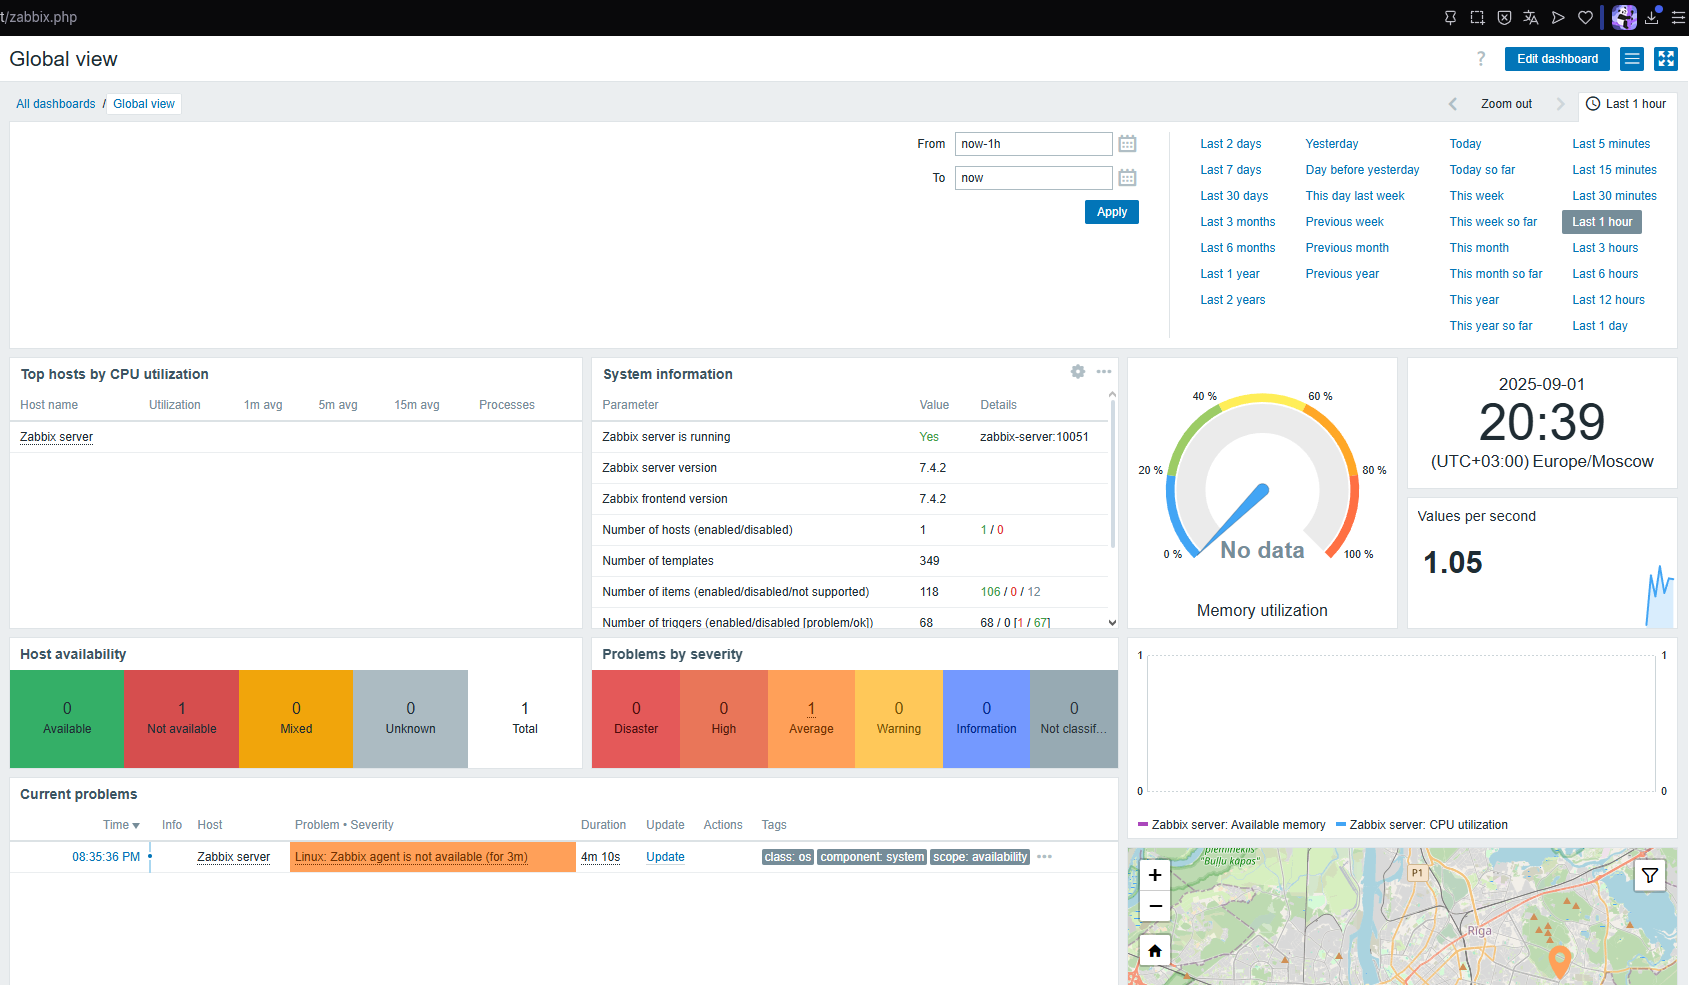 t/zabbix.php
Global view
? Edit dashboard
All dashboards / Global view
Zoom out
Last 1 hour
From now-1h
To now
Apply
Last 2 days Yesterday Today Last 5 minutes
Last 7 days Day before yesterday Today so far Last 15 minutes
Last 30 days This day last week This week Last 30 minutes
Last 3 months Previous week This week so far Last 1 hour
Last 6 months Previous month This month Last 3 hours
Last 1 year Previous year This month so far Last 6 hours
Last 2 years This year Last 12 hours
This year so far Last 1 day
Top hosts by CPU utilization
Host name Utilization 1m avg 5m avg 15m avg Processes
Zabbix server
System information
Parameter Value Details
Zabbix server is running Yes zabbix-server:10051
Zabbix server version 7.4.2
Zabbix frontend version 7.4.2
Number of hosts (enabled/disabled) 1 1 / 0
Number of templates 349
Number of items (enabled/disabled/not supported) 118 106 / 0 / 12
Number of triggers (enabled/disabled [problem/ok]) 68 68 / 0 [1 / 67]
40 % 60 %
20 % 80 %
0 % No data 100 %
Memory utilization
2025-09-01
20:39
(UTC+03:00) Europe/Moscow
Values per second
1.05
Host availability
0 Available
1 Not available
0 Mixed
0 Unknown
1 Total
Problems by severity
0 Disaster
0 High
1 Average
0 Warning
0 Information
0 Not classif...
1 1
0 0
Zabbix server: Available memory Zabbix server: CPU utilization
Current problems
Time Info Host Problem • Severity Duration Update Actions Tags
08:35:36 PM Zabbix server Linux: Zabbix agent is not available (for 3m) 4m 10s Update class: os component: system scope: availability •••
piemineklis
"Buļļu kāpas"
P1
+
−
Rīga